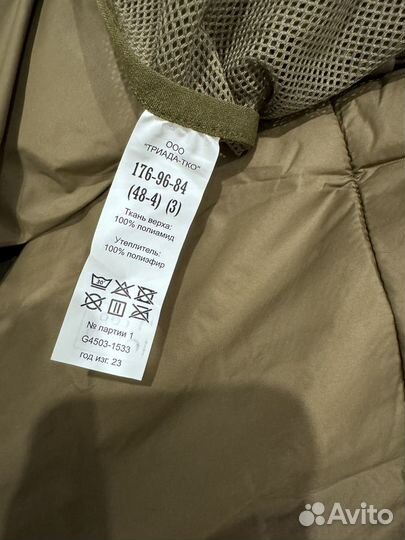 ООО
"ТРИАДА-ТКО"
176-96-84
(48-4) (3)
Ткань верха:
100% полиамид
Утеплитель:
100% полиэфир
№ партии 1
G4503-1533
год изг. 23
Avito